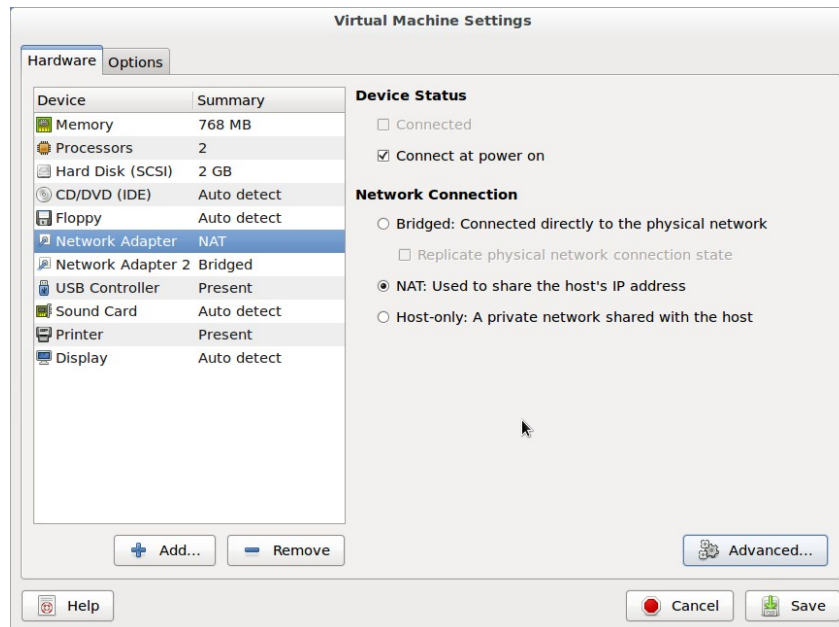 Virtual Machine Settings
Hardware Options
Device Summary
Memory 768 MB
Processors 2
Hard Disk (SCSI) 2 GB
CD/DVD (IDE) Auto detect
Floppy Auto detect
Network Adapter NAT
Network Adapter 2 Bridged
USB Controller Present
Sound Card Auto detect
Printer Present
Display Auto detect
Add... Remove
Device Status
Connected
Connect at power on
Network Connection
Bridged: Connected directly to the physical network
Replicate physical network connection state
NAT: Used to share the host's IP address
Host-only: A private network shared with the host
Advanced...
Help Cancel Save